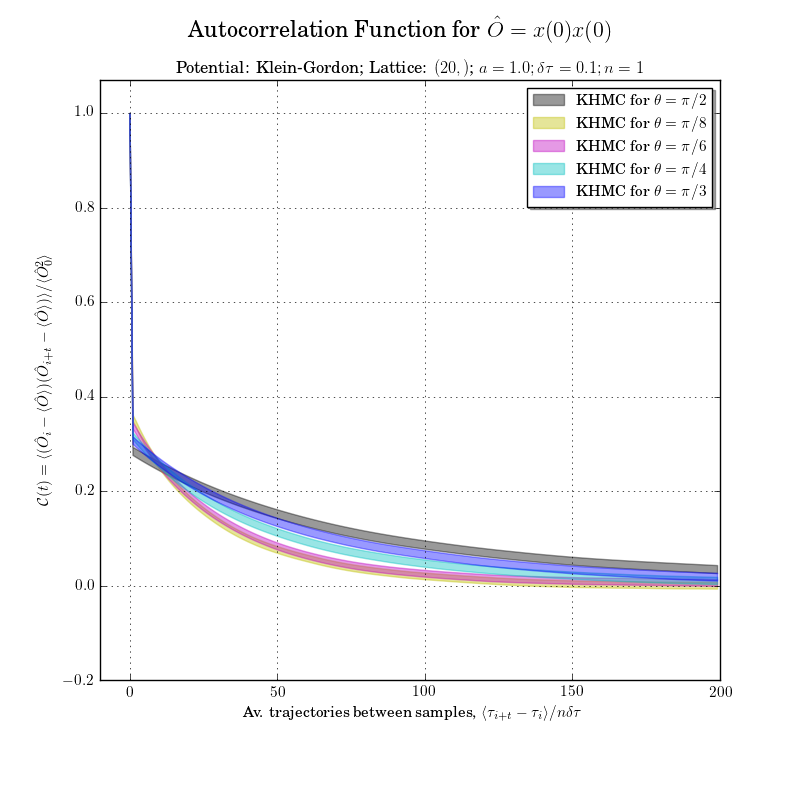 Autocorrelation Function for Ô = x(0)x(0)
Potential: Klein-Gordon; Lattice: (20,); a = 1.0; δτ = 0.1; n = 1
KHMC for θ = π/2
KHMC for θ = π/8
KHMC for θ = π/6
KHMC for θ = π/4
KHMC for θ = π/3
1.0
0.8
0.6
0.4
0.2
0.0
−0.2
0 50 100 150 200
C(t) = ⟨(Ô_i − ⟨Ô⟩)(Ô_{i+t} − ⟨Ô⟩)⟩/⟨Ô_0^2⟩
Av. trajectories between samples, ⟨τ_{i+t} − τ_i⟩/nδτ